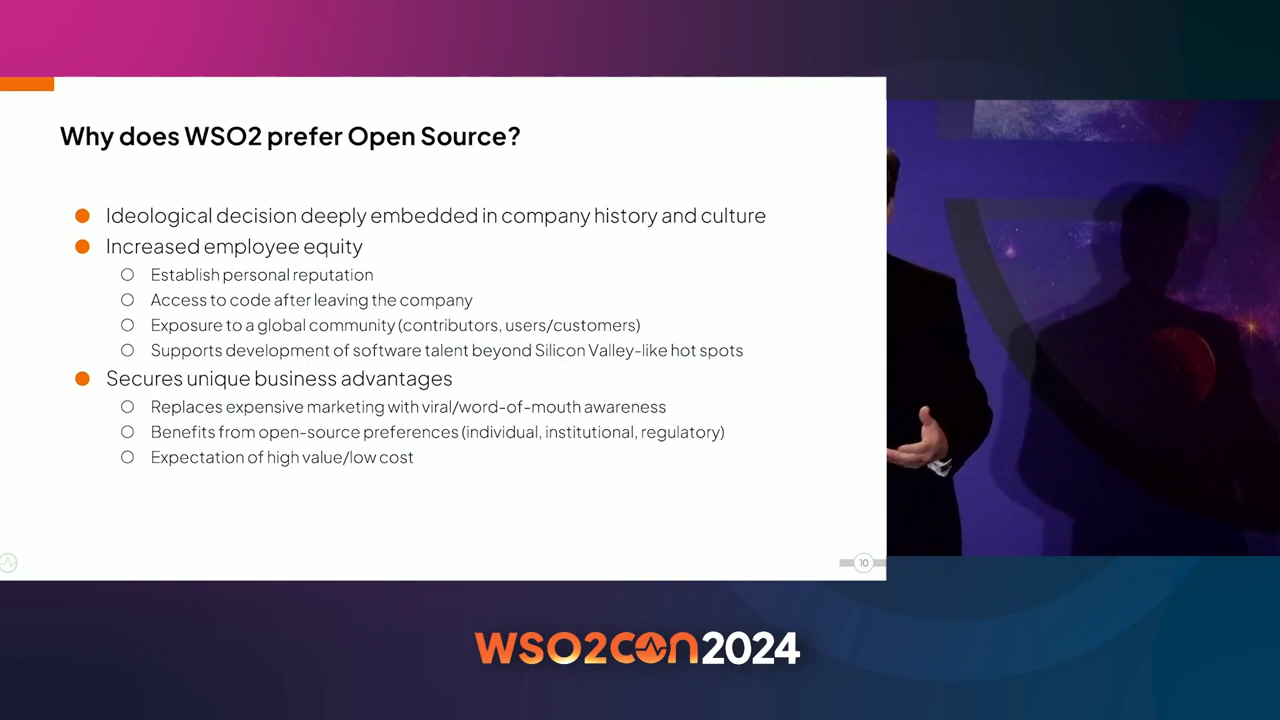 Why does WSO2 prefer Open Source?
Ideological decision deeply embedded in company history and culture
Increased employee equity
Establish personal reputation
Access to code after leaving the company
Exposure to a global community (contributors, users/customers)
Supports development of software talent beyond Silicon Valley-like hot spots
Secures unique business advantages
Replaces expensive marketing with viral/word-of-mouth awareness
Benefits from open-source preferences (individual, institutional, regulatory)
Expectation of high value/low cost
10
WSO2CON2024